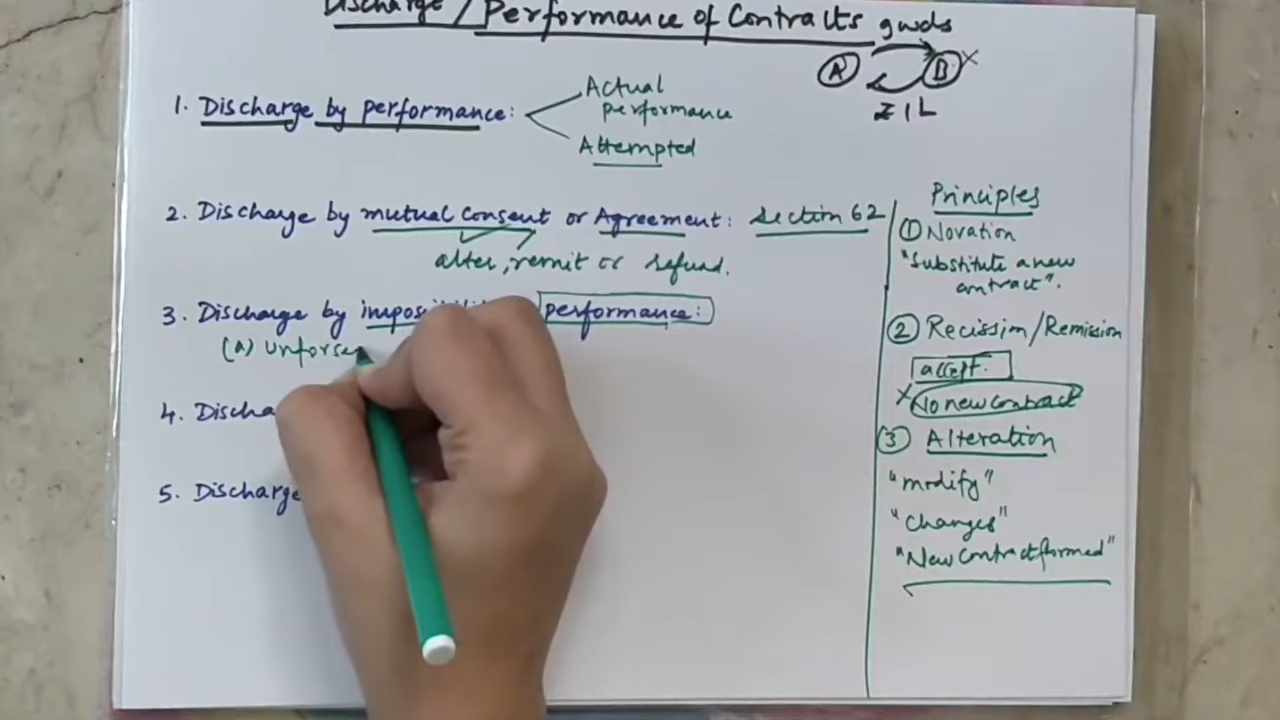 Discharge / Performance of Contracts
goods
A B
1 L
1. Discharge by performance:
Actual
performance
Attempted
2. Discharge by mutual consent or Agreement: Section 62
alter, remit or refund.
3. Discharge by performance:
(a) Unforse
4.
5. Discharge
Principles
① Novation
"Substitute a new
contract".
② Recission/Remission
accept.
X No new contract
③ Alteration
"modify"
"Changes"
"New Contract formed"